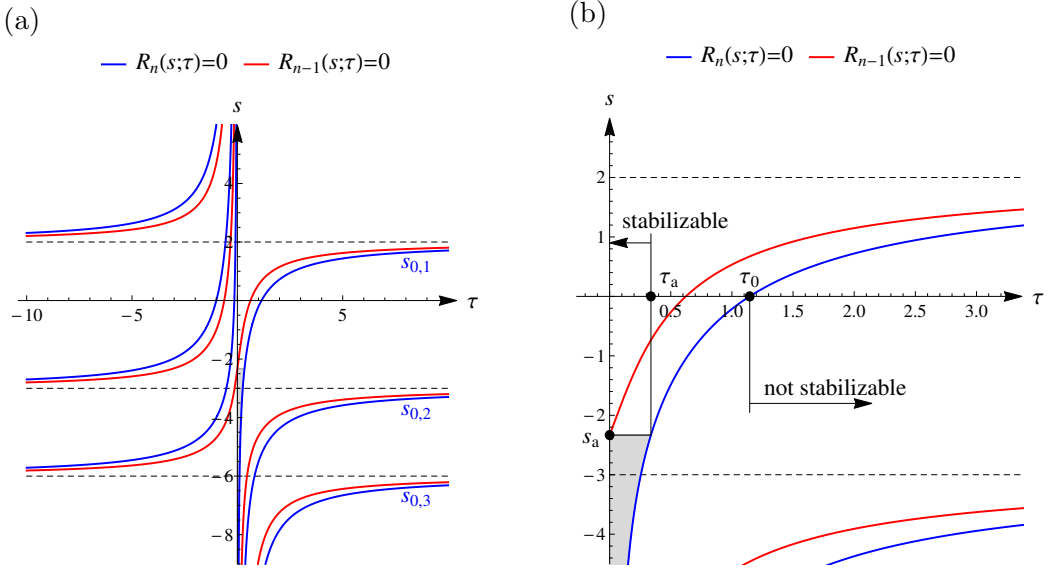 (a)
R_n(s;τ)=0 R_{n−1}(s;τ)=0
s
4
2
s_{0,1}
−10 −5 5 τ
−2
−4
s_{0,2}
−6
s_{0,3}
−8
(b)
R_n(s;τ)=0 R_{n−1}(s;τ)=0
s
2
stabilizable
1
τ_a τ_0
0.5 1.0 1.5 2.0 2.5 3.0 τ
−1
not stabilizable
−2
s_a
−3
−4